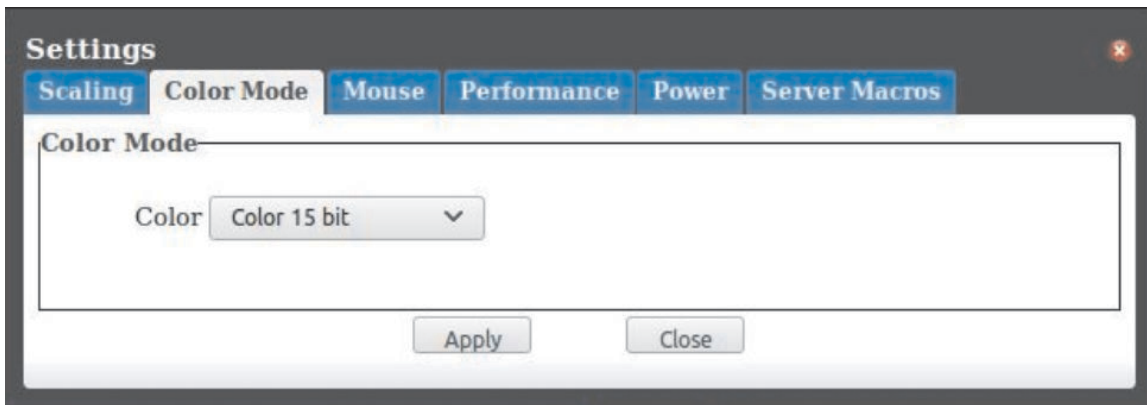 Settings
Scaling Color Mode Mouse Performance Power Server Macros
Color Mode
Color Color 15 bit
Apply Close